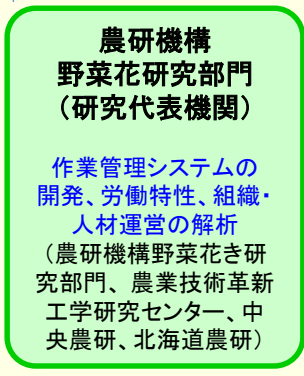 農研機構
野菜花研究部門
（研究代表機関）
作業管理システムの
開発、労働特性、組織・
人材運営の解析
（農研機構野菜花き研
究部門、農業技術革新
工学研究センター、中
央農研、北海道農研）